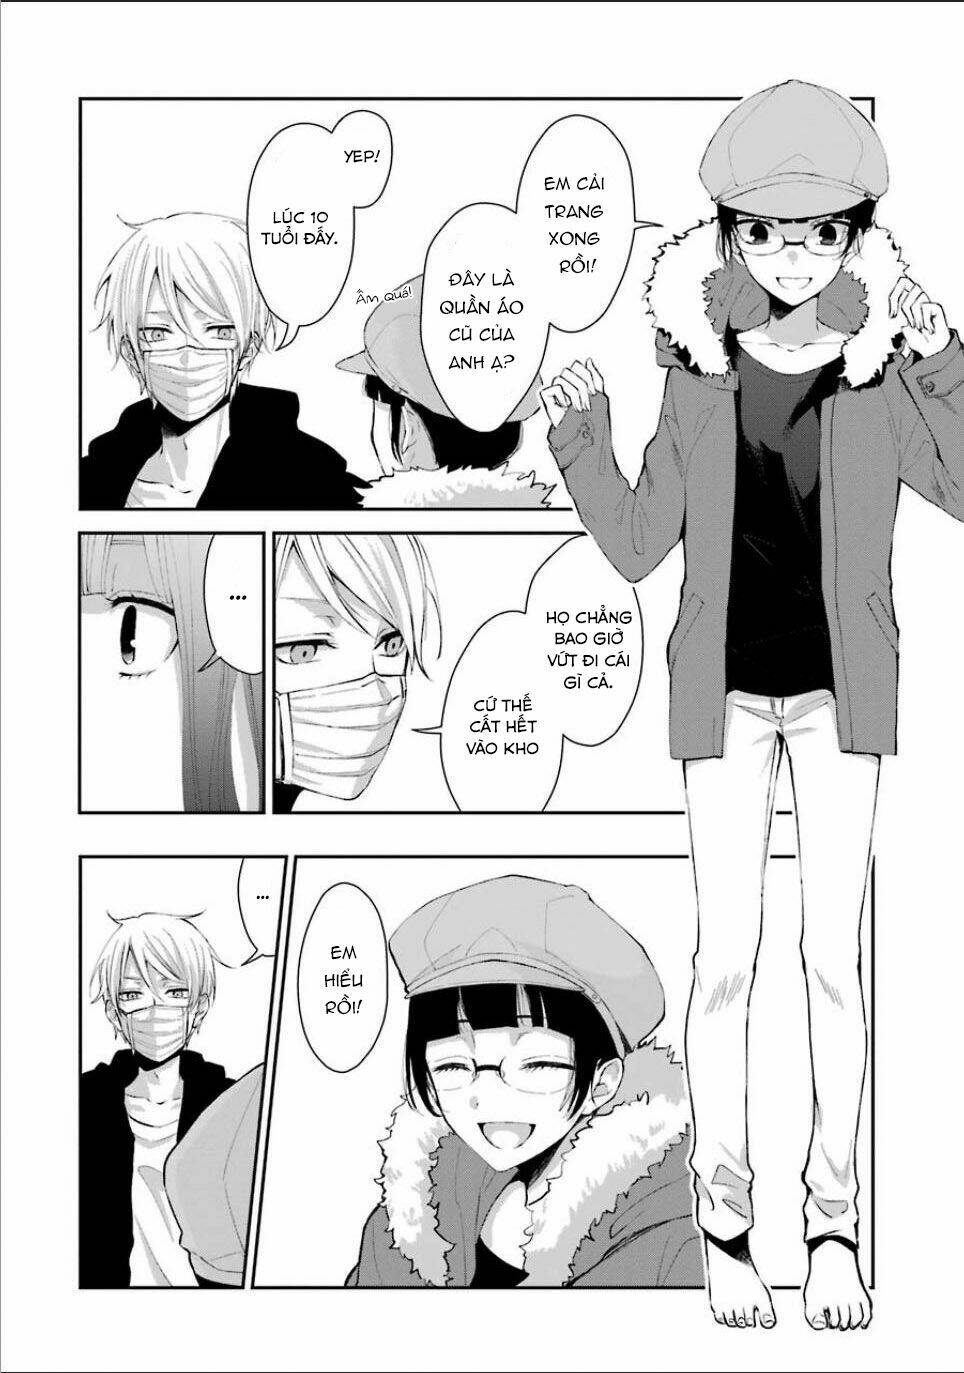 EM CẢI
TRANG
XONG
RỒI!
ĐÂY LÀ
QUẦN ÁO
CŨ CỦA
ANH Ạ?
Ấm Quá!
YEP!
LÚC 10
TUỔI ĐẤY.
HỌ CHẲNG
BAO GIỜ
VỨT ĐI CÁI
GÌ CẢ.
CỨ THẾ
CẤT HẾT
VÀO KHO
...
EM
HIỂU
RỒI!
...